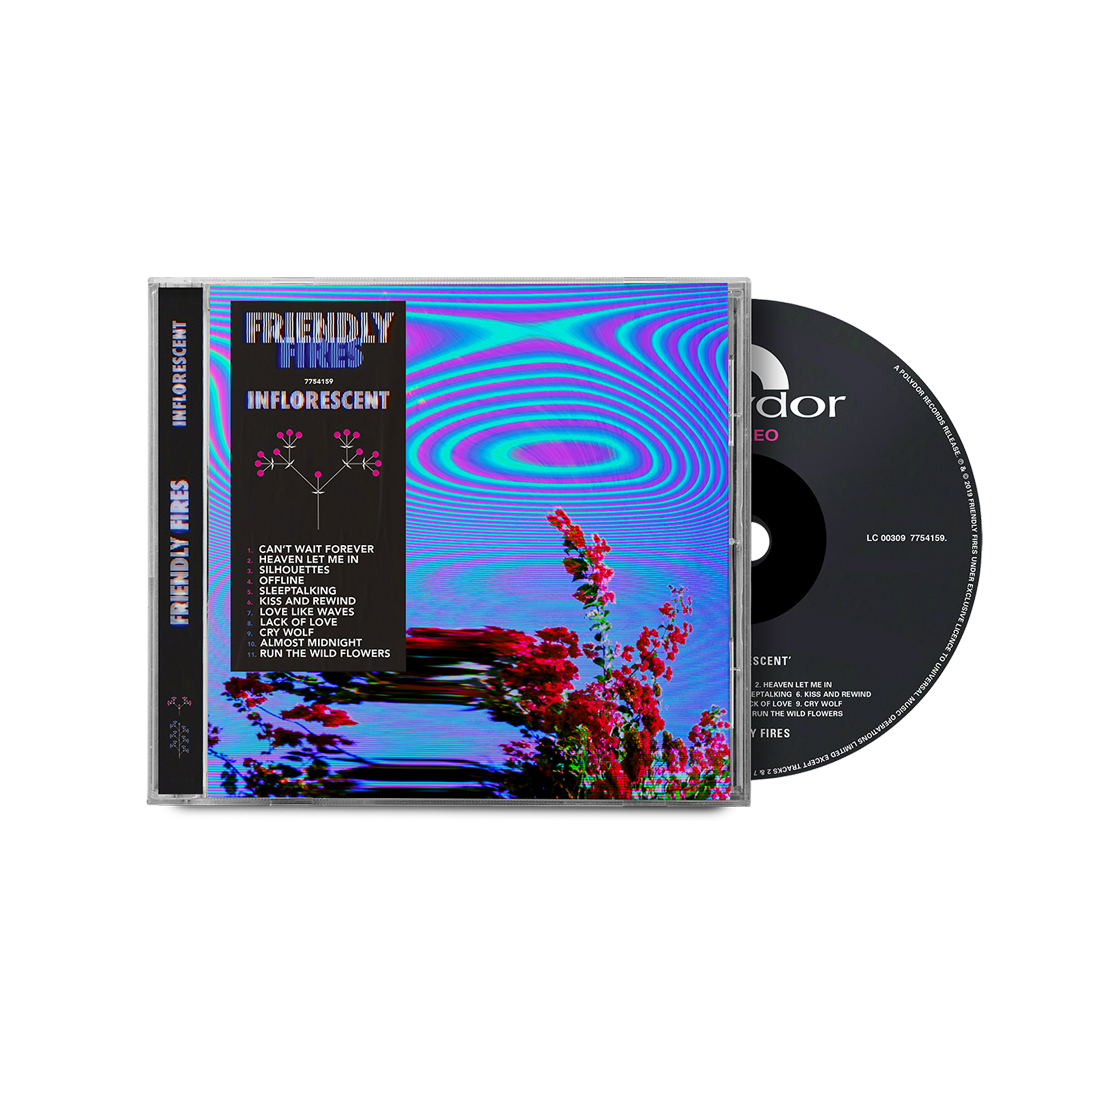 INFLORESCENT
FRIENDLY FIRES
FRIENDLY
FIRES
7754159
INFLORESCENT
1. CAN'T WAIT FOREVER
2. HEAVEN LET ME IN
3. SILHOUETTES
4. OFFLINE
5. SLEEPTALKING
6. KISS AND REWIND
7. LOVE LIKE WAVES
8. LACK OF LOVE
9. CRY WOLF
10. ALMOST MIDNIGHT
11. RUN THE WILD FLOWERS
ydor
EO
LC 00309 7754159.
ESCENT'
2. HEAVEN LET ME IN
EPTALKING 6. KISS AND REWIND
CK OF LOVE 9. CRY WOLF
RUN THE WILD FLOWERS
Y FIRES
A POLYDOR RECORDS RELEASE. ℗ & © 2019 FRIENDLY FIRES UNDER EXCLUSIVE LICENCE TO UNIVERSAL MUSIC OPERATIONS LIMITED EXCEPT TRACKS 2 & 7